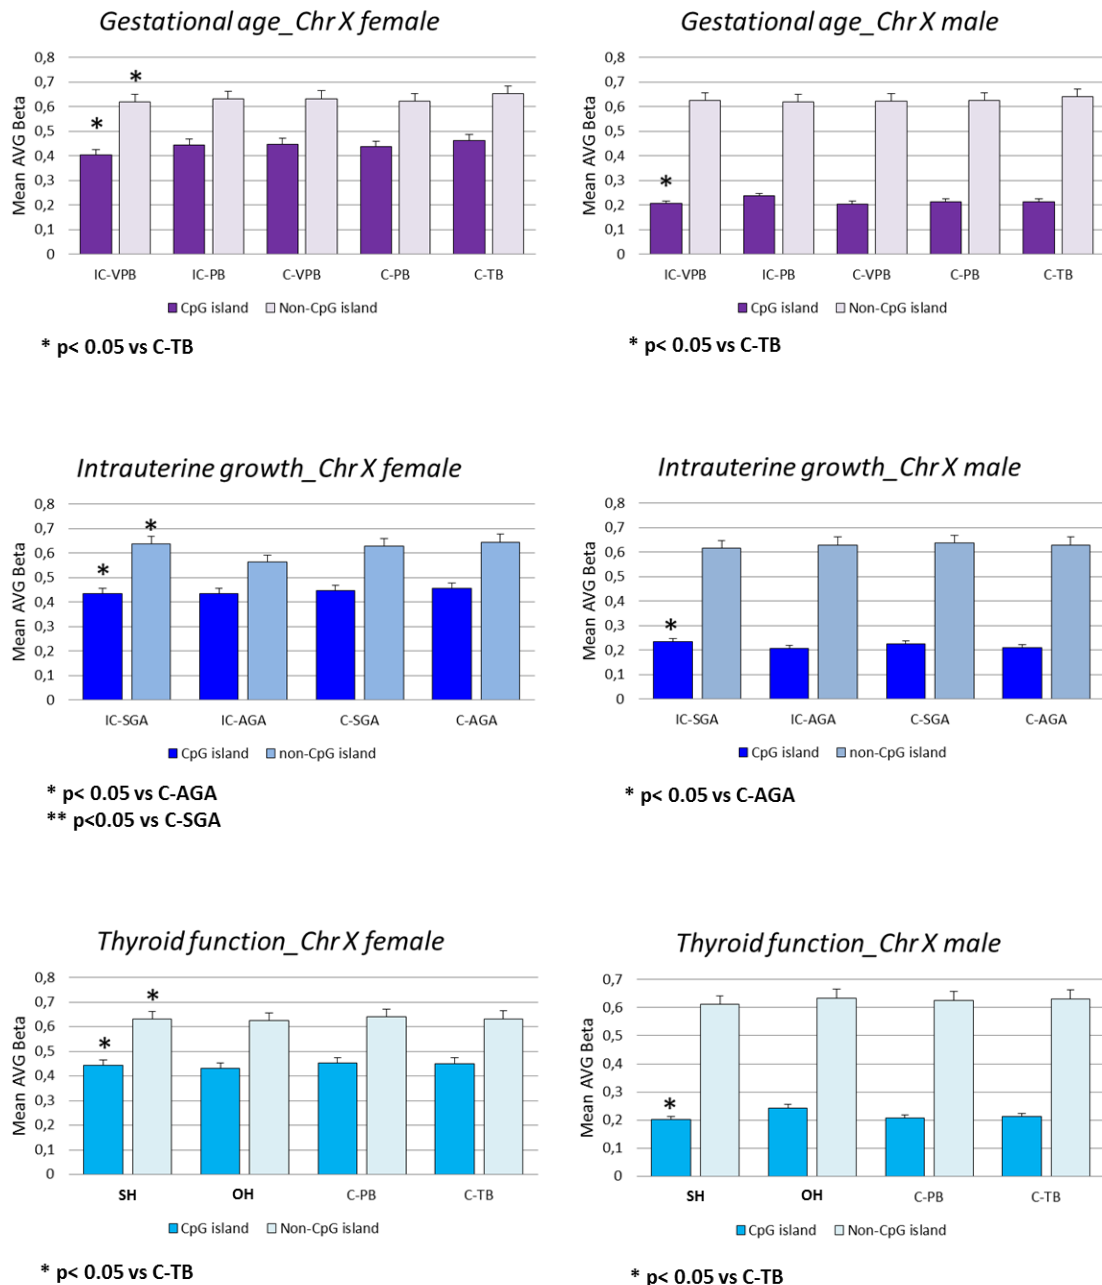 Gestational age_Chr X female
Mean AVG Beta
0,8
0,7
0,6
0,5
0,4
0,3
0,2
0,1
0
*
*
IC-VPB IC-PB C-VPB C-PB C-TB
CpG island Non-CpG island
* p< 0.05 vs C-TB
Gestational age_Chr X male
Mean AVG Beta
0,8
0,7
0,6
0,5
0,4
0,3
0,2
0,1
0
*
IC-VPB IC-PB C-VPB C-PB C-TB
CpG island Non-CpG island
* p< 0.05 vs C-TB
Intrauterine growth_Chr X female
Mean AVG Beta
0,8
0,7
0,6
0,5
0,4
0,3
0,2
0,1
0
*
*
IC-SGA IC-AGA C-SGA C-AGA
CpG island non-CpG island
* p< 0.05 vs C-AGA
** p<0.05 vs C-SGA
Intrauterine growth_Chr X male
Mean AVG Beta
0,8
0,7
0,6
0,5
0,4
0,3
0,2
0,1
0
*
IC-SGA IC-AGA C-SGA C-AGA
CpG island non-CpG island
* p< 0.05 vs C-AGA
Thyroid function_Chr X female
Mean AVG Beta
0,8
0,7
0,6
0,5
0,4
0,3
0,2
0,1
0
*
*
SH OH C-PB C-TB
CpG island Non-CpG island
* p< 0.05 vs C-TB
Thyroid function_Chr X male
Mean AVG Beta
0,7
0,6
0,5
0,4
0,3
0,2
0,1
0
*
SH OH C-PB C-TB
CpG island Non-CpG island
* p< 0.05 vs C-TB